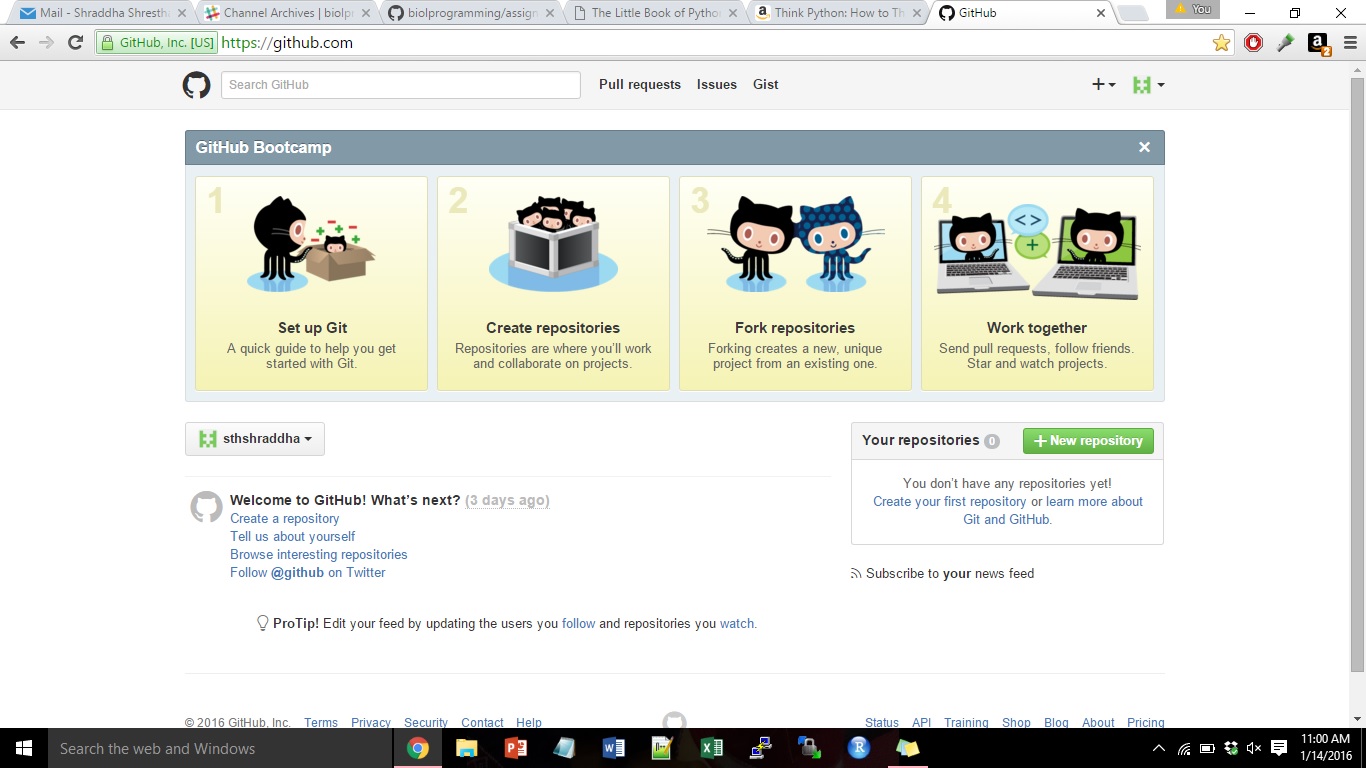 Mail - Shraddha Shresth
Channel Archives | biolpr
biolprogramming/assign
The Little Book of Pytho
Think Python: How to Th
GitHub
You
GitHub, Inc. [US] https://github.com
2
Search GitHub
Pull requests
Issues
Gist
GitHub Bootcamp
1
Set up Git
A quick guide to help you get
started with Git.
2
Create repositories
Repositories are where you'll work
and collaborate on projects.
3
Fork repositories
Forking creates a new, unique
project from an existing one.
4
Work together
Send pull requests, follow friends.
Star and watch projects.
sthshraddha
Welcome to GitHub! What's next? (3 days ago)
Create a repository
Tell us about yourself
Browse interesting repositories
Follow @github on Twitter
ProTip! Edit your feed by updating the users you follow and repositories you watch.
Your repositories 0
New repository
You don't have any repositories yet!
Create your first repository or learn more about
Git and GitHub.
Subscribe to your news feed
© 2016 GitHub, Inc. Terms Privacy Security Contact Help
Status API Training Shop Blog About Pricing
Search the web and Windows
11:00 AM
1/14/2016